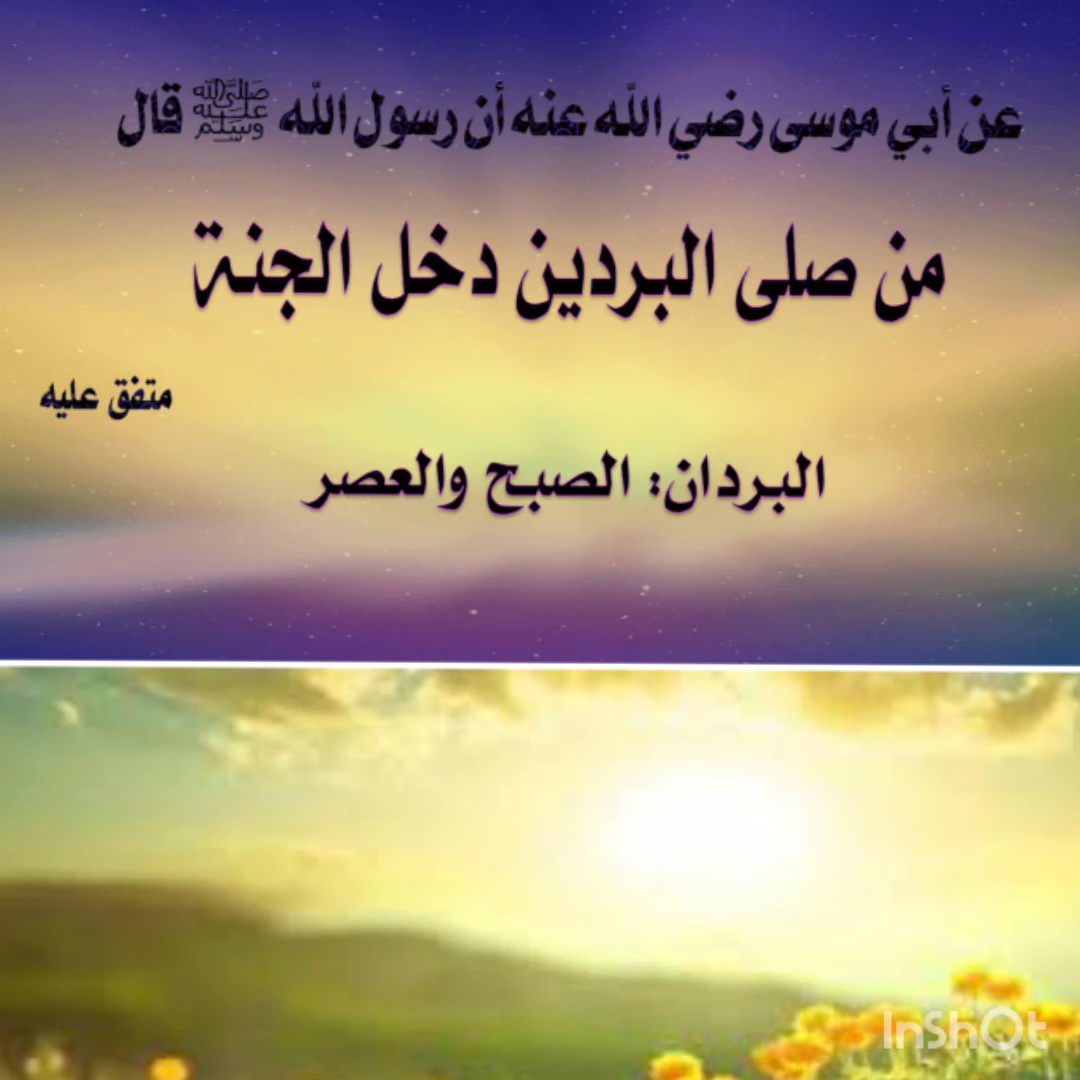 عن أبي موسى رضي الله عنه أن رسول الله ﷺ قال
من صلى البردين دخل الجنة
متفق عليه
البردان: الصبح والعصر
InShOt